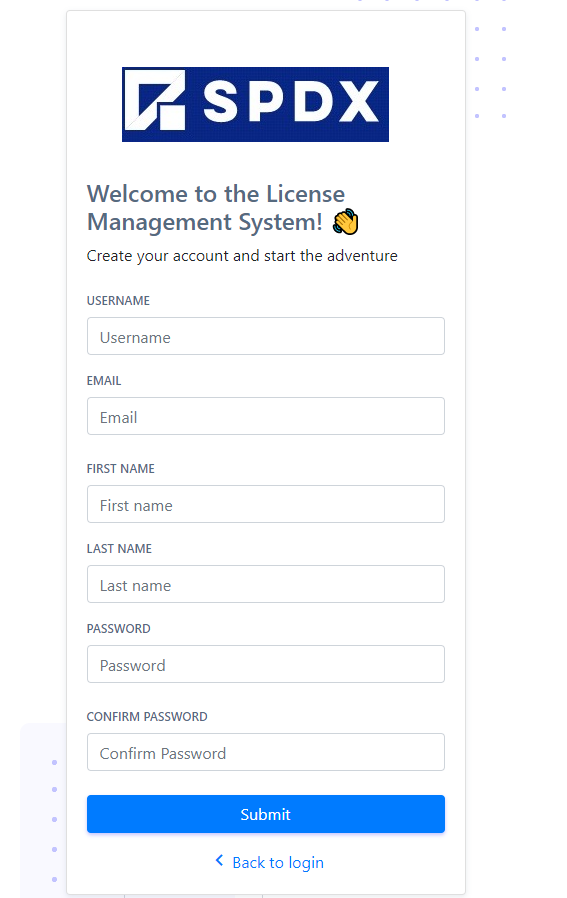 SPDX
Welcome to the License
Management System! 👋
Create your account and start the adventure
USERNAME
Username
EMAIL
Email
FIRST NAME
First name
LAST NAME
Last name
PASSWORD
Password
CONFIRM PASSWORD
Confirm Password
Submit
Back to login